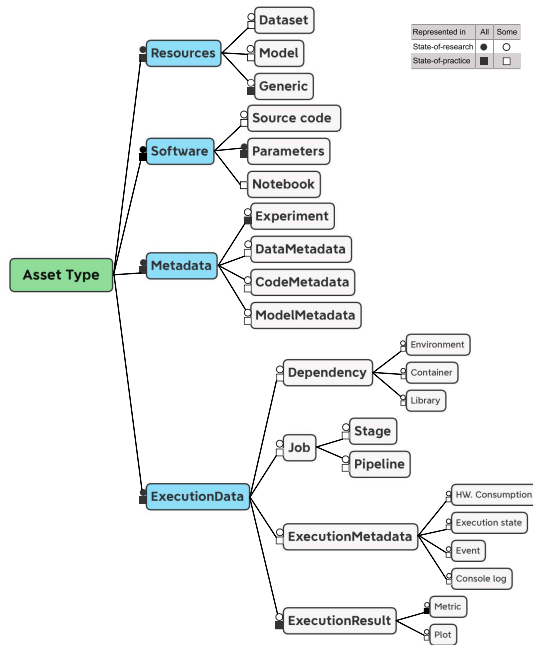 Dataset
Represented in All Some
State-of-research
Resources
Model
State-of-practice
Generic
Source code
Software
Parameters
Notebook
Experiment
DataMetadata
Asset Type
Metadata
CodeMetadata
ModelMetadata
Environment
Dependency
Container
Library
Stage
Job
Pipeline
ExecutionData
HW. Consumption
Execution state
ExecutionMetadata
Event
Console log
Metric
ExecutionResult
Plot